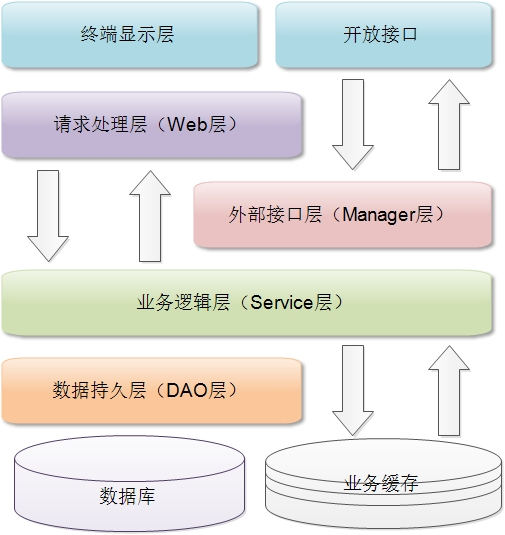 终端显示层
开放接口
请求处理层（Web层）
外部接口层（Manager层）
业务逻辑层（Service层）
数据持久层（DAO层）
数据库
业务缓存